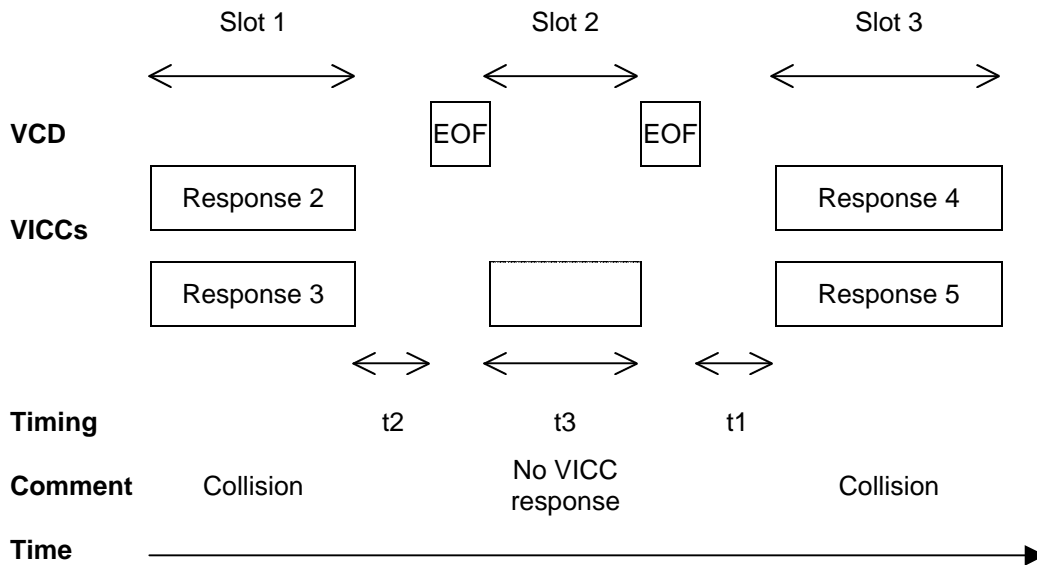 Slot 1 Slot 2 Slot 3
VCD EOF EOF
Response 2 Response 4
VICCs
Response 3 Response 5
Timing t2 t3 t1
Comment Collision No VICC response Collision
Time